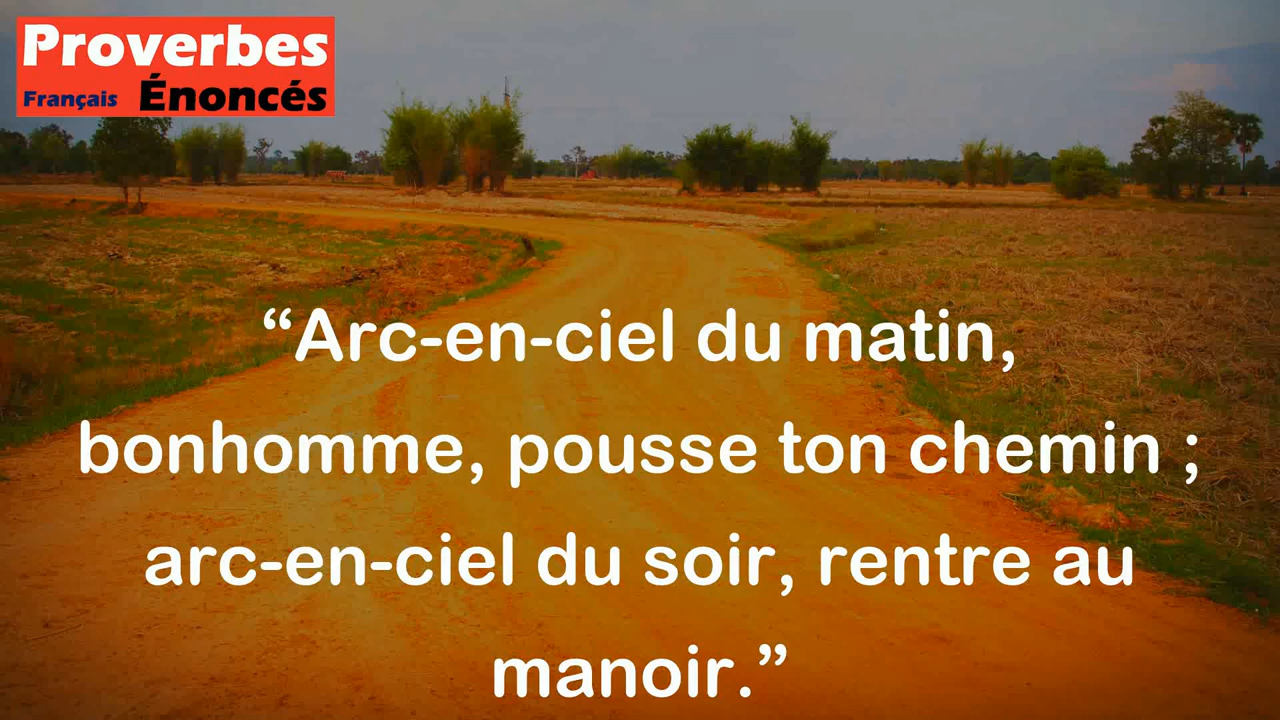 Proverbes
Français Énoncés
“Arc-en-ciel du matin,
bonhomme, pousse ton chemin ;
arc-en-ciel du soir, rentre au
manoir.”